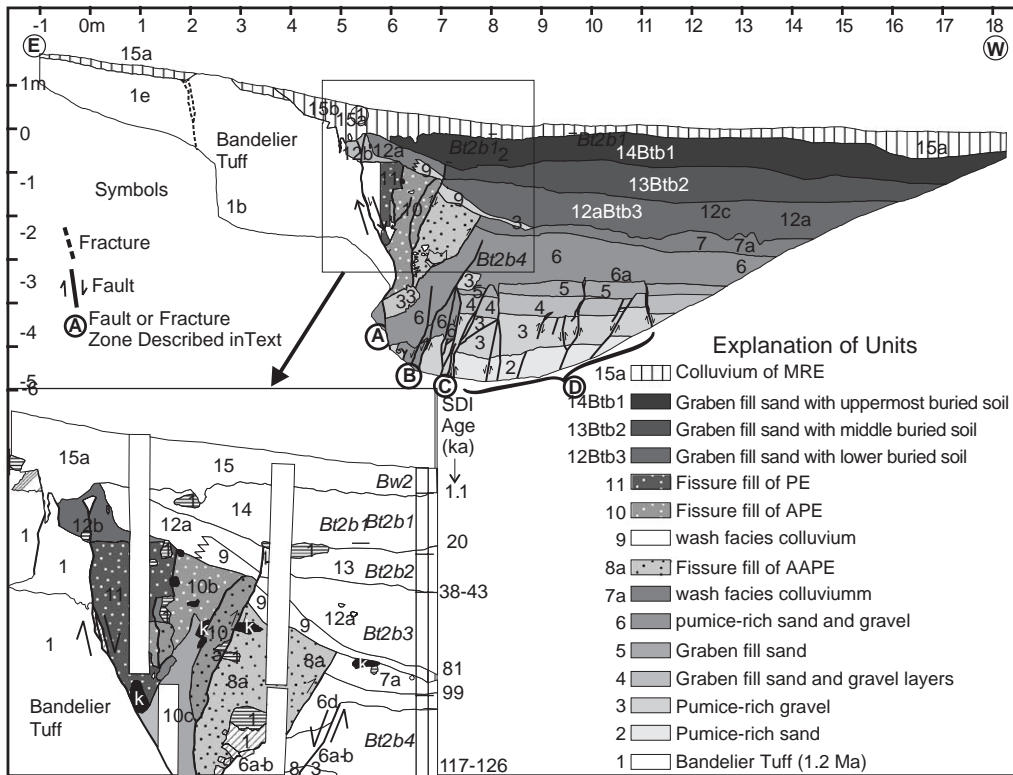 -1 0m 1 2 3 4 5 6 7 8 9 10 11 12 13 14 15 16 17 18
E W
15a
1m
1e
15b
15a
1
0
Bandelier
Tuff
12b 12a
Bt2b1 2 Bt2b1
14Btb1
15a
-1
Symbols
11
9
13Btb2
10
9
12aBtb3 12c 12a
1b
3
-2
Fracture
7 7a
Bt2b4 6 6
6a
-3
Fault
3 5 5 5
3 3
4 4 4 4
6 6 6
3 3 3
-4
A Fault or Fracture
Zone Described inText
A
3
2
B C D
-5
Explanation of Units
15a Colluvium of MRE
14Btb1 Graben fill sand with uppermost buried soil
13Btb2 Graben fill sand with middle buried soil
12Btb3 Graben fill sand with lower buried soil
11 Fissure fill of PE
10 Fissure fill of APE
9 wash facies colluvium
8a Fissure fill of AAPE
7a wash facies colluviumm
6 pumice-rich sand and gravel
5 Graben fill sand
4 Graben fill sand and gravel layers
3 Pumice-rich gravel
2 Pumice-rich sand
1 Bandelier Tuff (1.2 Ma)
SDI
Age
(ka)
15a 15
Bw2
1.1
1
14
12b 12a
Bt2b1 Bt2b1
1 20
1 1
9
13 Bt2b2
38-43
10b
11
9
12a
k 10 k 9
Bt2b3
1
8a k 81
8a
7a
99
k
Bandelier
Tuff
10c
1
6d
1
Bt2b4
6a-b 8 3 6a-b
117-126